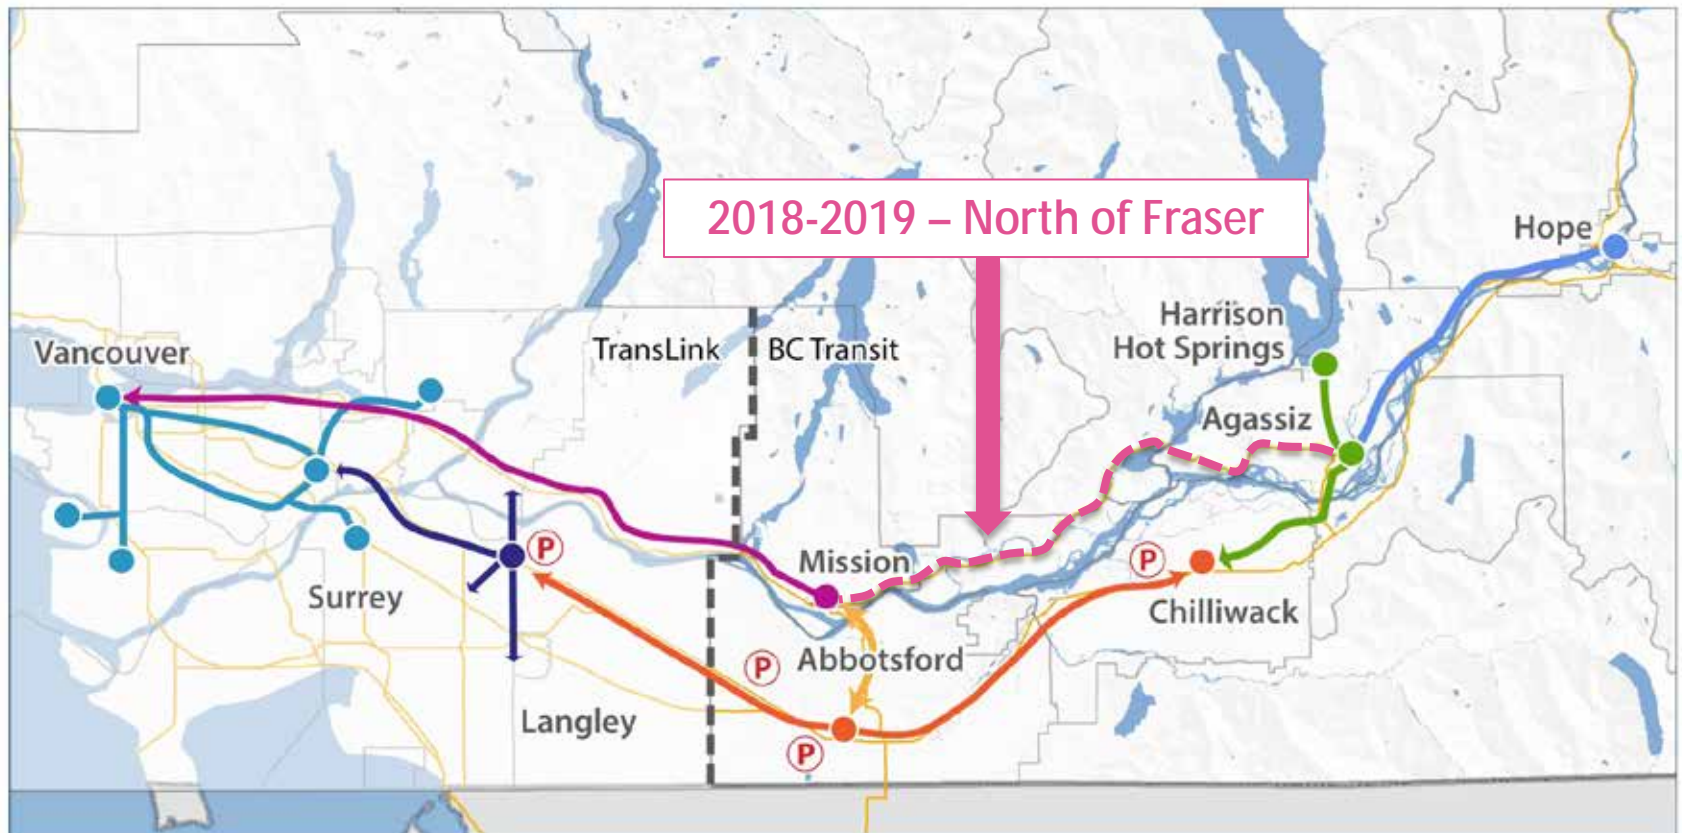 2018-2019 – North of Fraser
Hope
Harrison
Hot Springs
Vancouver
TransLink
BC Transit
Agassiz
P
P
Mission
Surrey
Chilliwack
P
Abbotsford
Langley
P